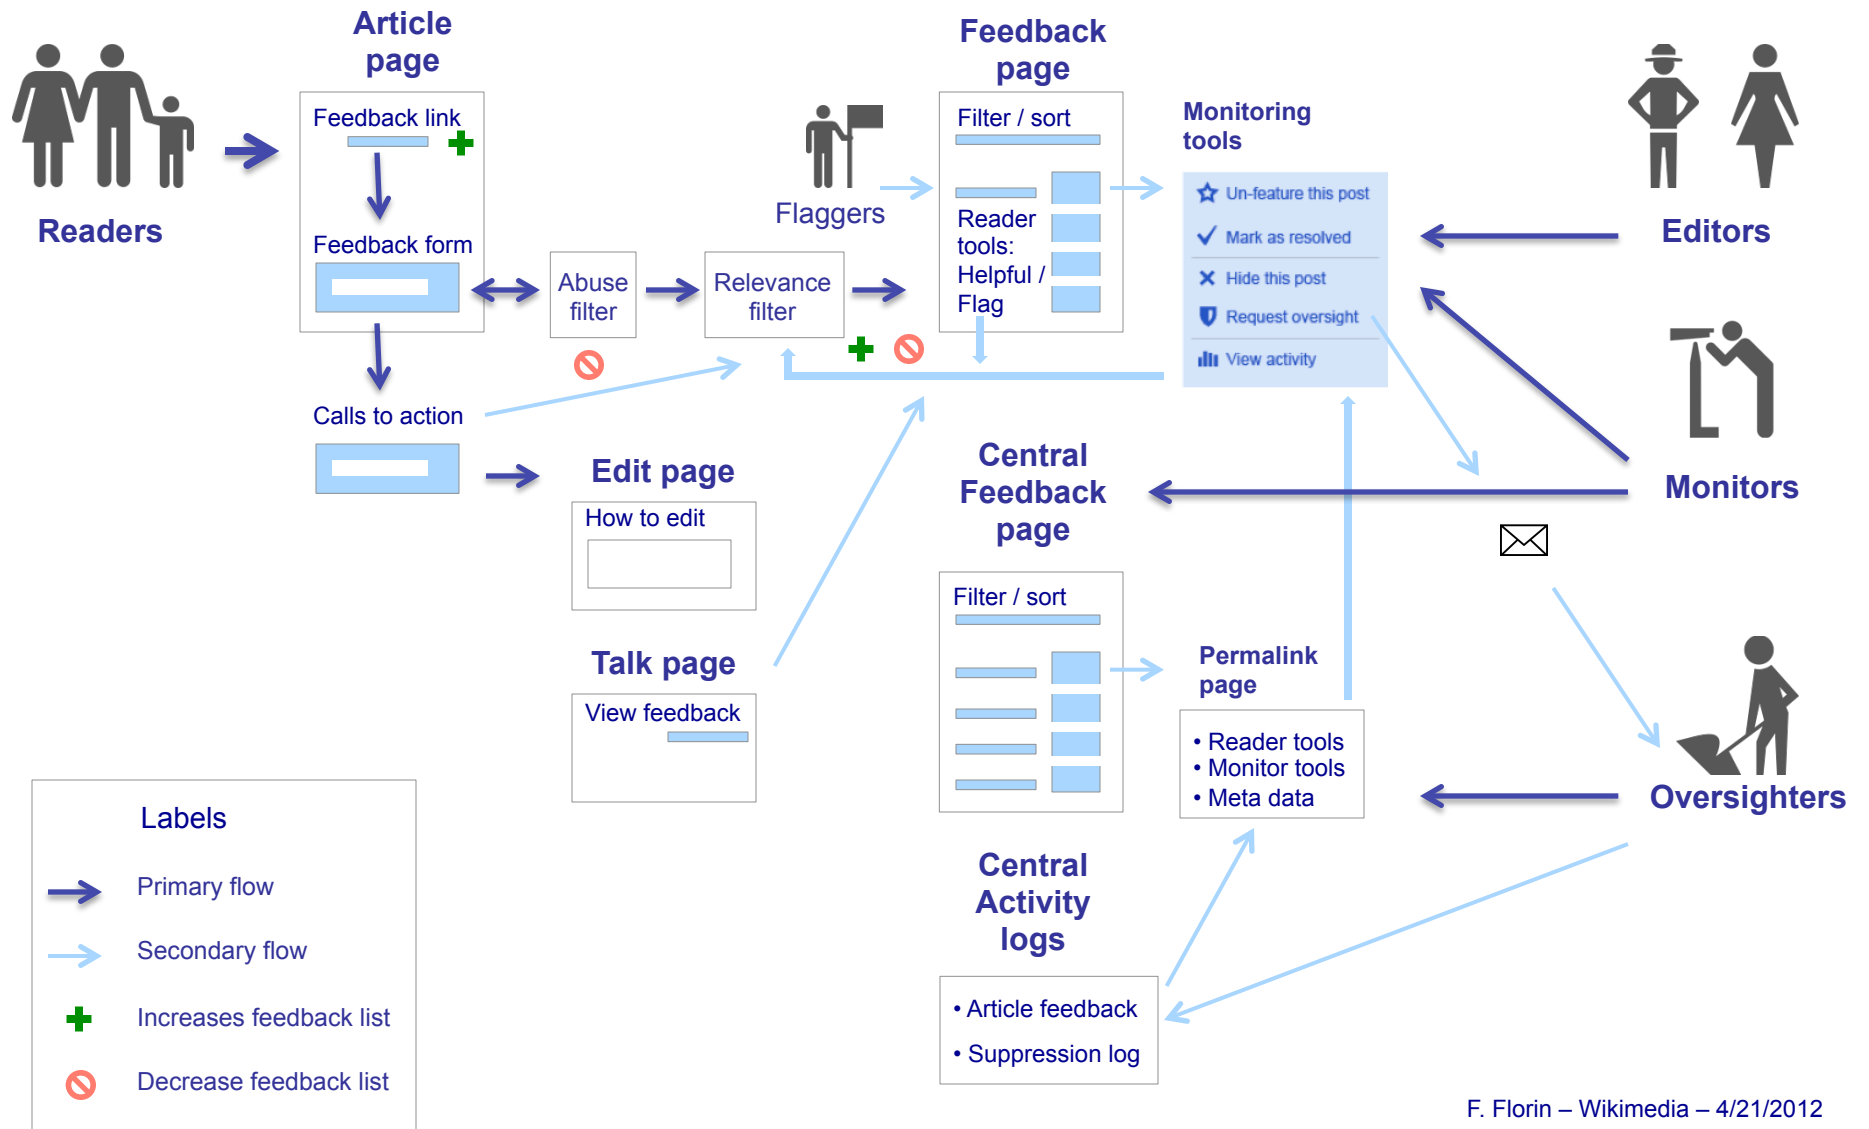 Article
page
Feedback link
Feedback form
Calls to action
Readers
Abuse
filter
Relevance
filter
Flaggers
Feedback
page
Filter / sort
Reader
tools:
Helpful /
Flag
Monitoring
tools
Un-feature this post
Mark as resolved
Hide this post
Request oversight
View activity
Editors
Monitors
Oversighters
Edit page
How to edit
Talk page
View feedback
Central
Feedback
page
Filter / sort
Permalink
page
• Reader tools
• Monitor tools
• Meta data
Central
Activity
logs
• Article feedback
• Suppression log
Labels
Primary flow
Secondary flow
Increases feedback list
Decrease feedback list
F. Florin – Wikimedia – 4/21/2012